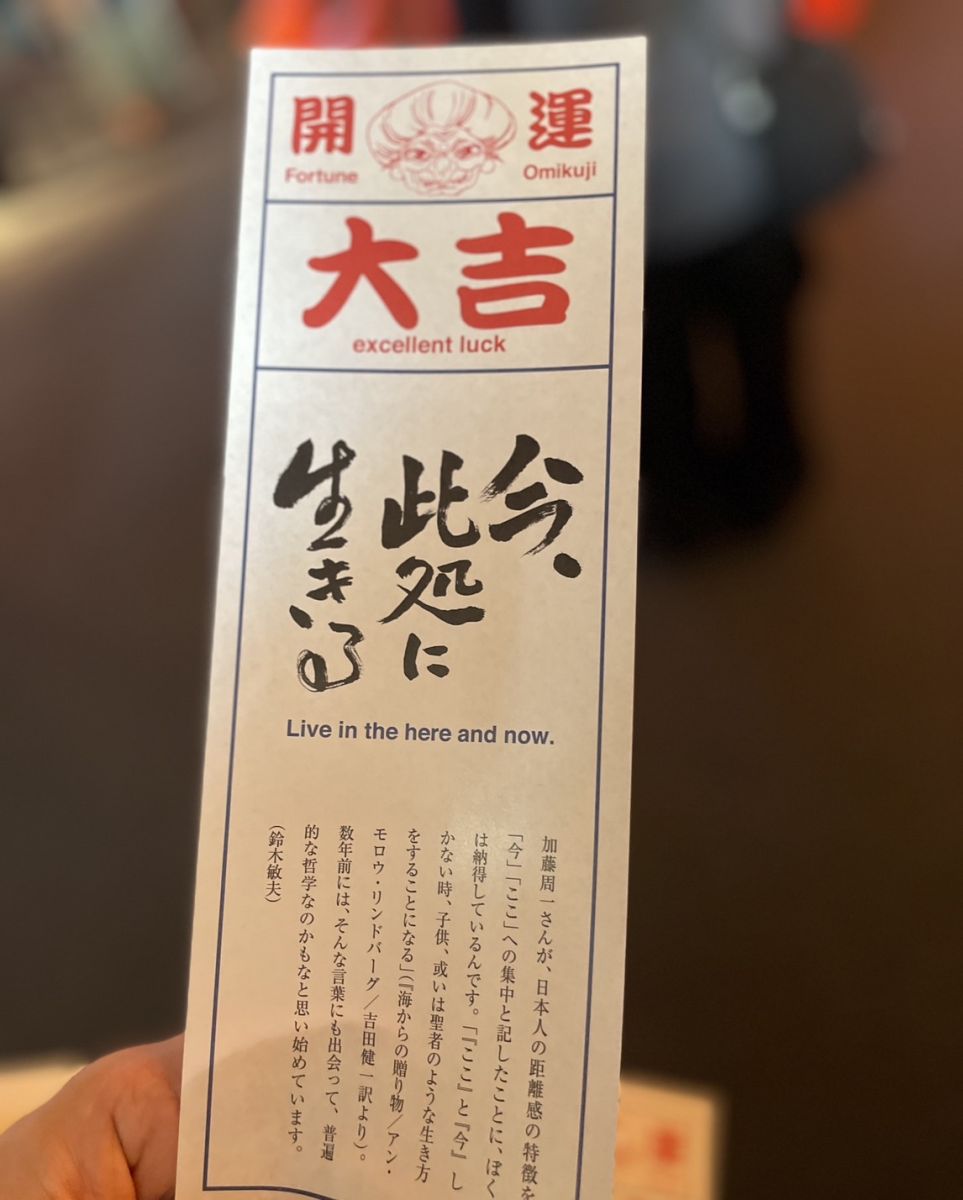 開運
Fortune
Omikuji
大吉
excellent luck
今、
此処に
生きる
Live in the here and now.
加藤周一さんが、日本人の距離感の特徴を
「今」「ここ」への集中と記したことに、ぼく
は納得しているんです。「『ここ』と『今』し
かない時、子供、或いは聖者のような生き方
をすることになる」(『海からの贈り物/アン・
モロウ・リンドバーグ/吉田健一訳より)。
数年前には、そんな言葉にも出会って、普遍
的な哲学なのかもなと思い始めています。
(鈴木敏夫)